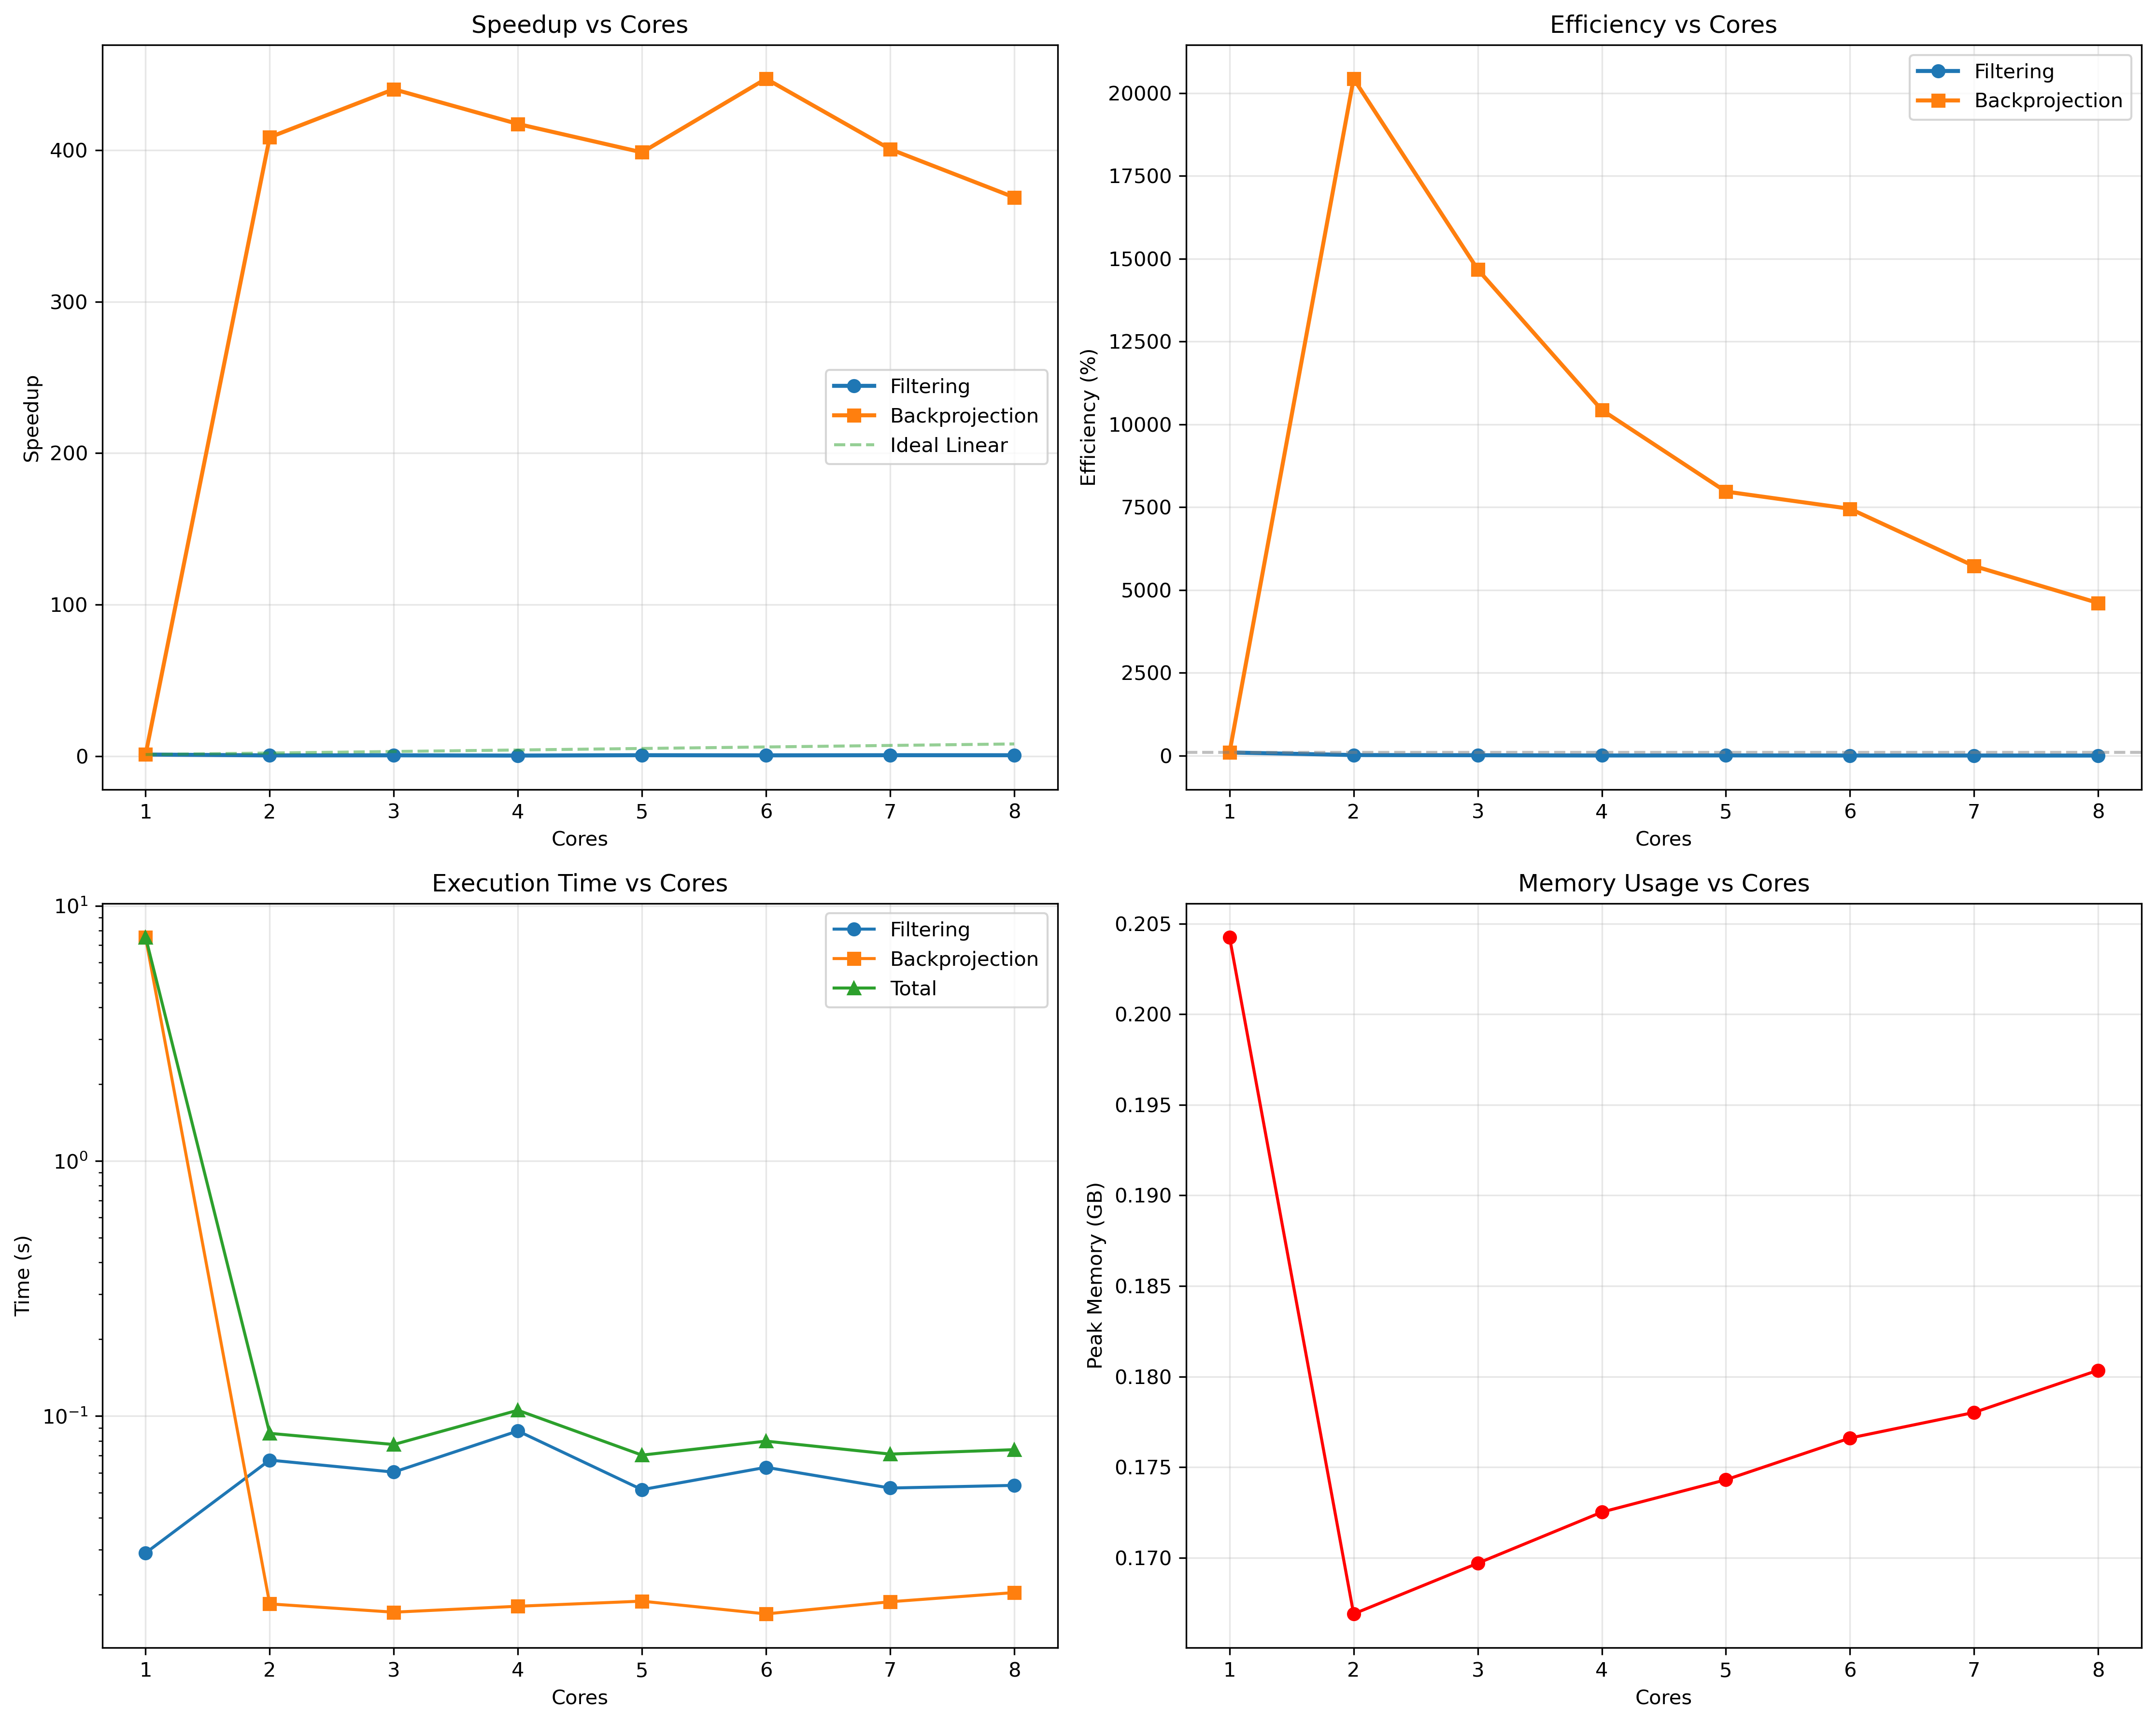 Speedup vs Cores
Speedup
400
300
200
100
0
Filtering
Backprojection
Ideal Linear
1 2 3 4 5 6 7 8
Cores
Efficiency vs Cores
Efficiency (%)
20000
17500
15000
12500
10000
7500
5000
2500
0
Filtering
Backprojection
1 2 3 4 5 6 7 8
Cores
Execution Time vs Cores
Time (s)
10¹
10⁰
10⁻¹
Filtering
Backprojection
Total
1 2 3 4 5 6 7 8
Cores
Memory Usage vs Cores
Peak Memory (GB)
0.205
0.200
0.195
0.190
0.185
0.180
0.175
0.170
1 2 3 4 5 6 7 8
Cores